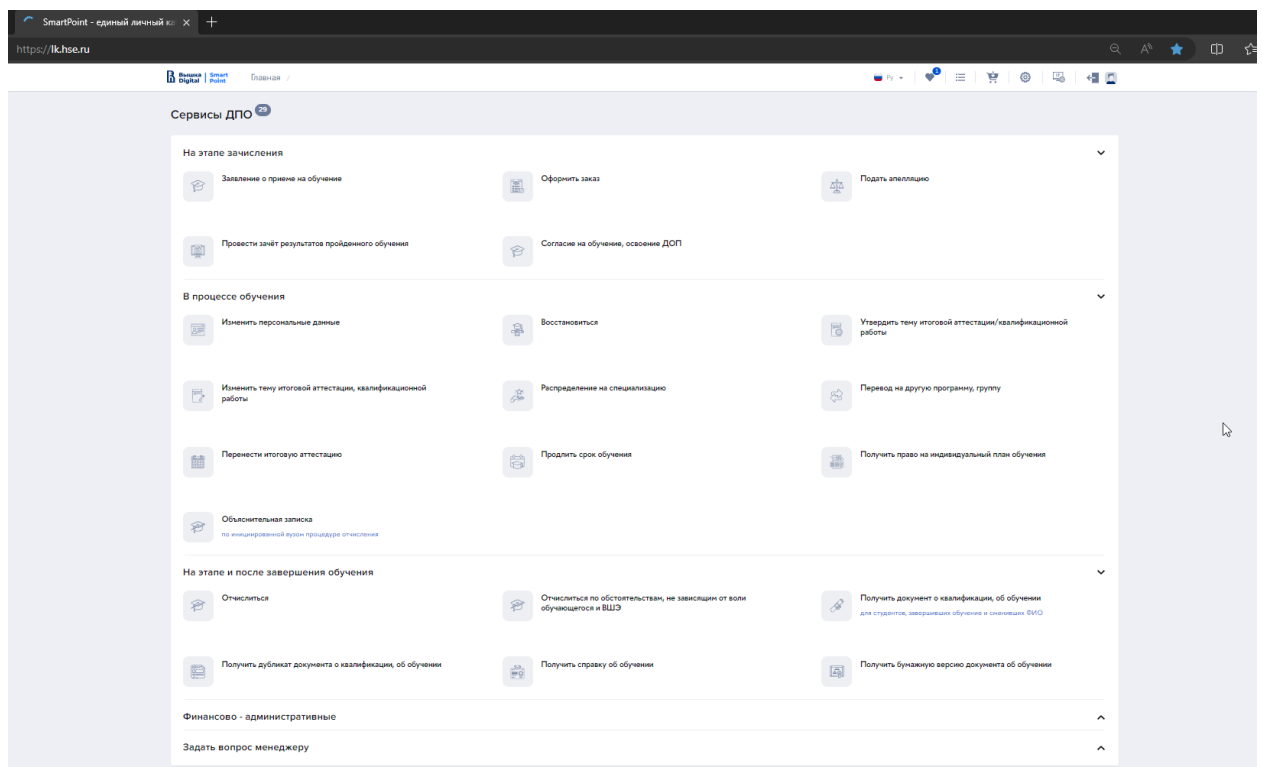 SmartPoint - единый личный ка
https://lk.hse.ru
Вышка Digital | Smart Point
Главная /
Ру
1
Сервисы ДПО 29
На этапе зачисления
Заявление о приеме на обучение
Оформить заказ
Подать апелляцию
Провести зачёт результатов пройденного обучения
Согласие на обучение, освоение ДОП
В процессе обучения
Изменить персональные данные
Восстановиться
Утвердить тему итоговой аттестации/квалификационной
работы
Изменить тему итоговой аттестации, квалификационной
работы
Распределение на специализацию
Перевод на другую программу, группу
Перенести итоговую аттестацию
Продлить срок обучения
Получить право на индивидуальный план обучения
Объяснительная записка
по инициированной вузом процедуре отчисления
На этапе и после завершения обучения
Отчислиться
Отчислиться по обстоятельствам, не зависящим от воли
обучающегося и ВШЭ
Получить документ о квалификации, об обучении
для студентов, завершивших обучение и сменивших ФИО
Получить дубликат документа о квалификации, об обучении
Получить справку об обучении
Получить бумажную версию документа об обучении
Финансово - административные
Задать вопрос менеджеру